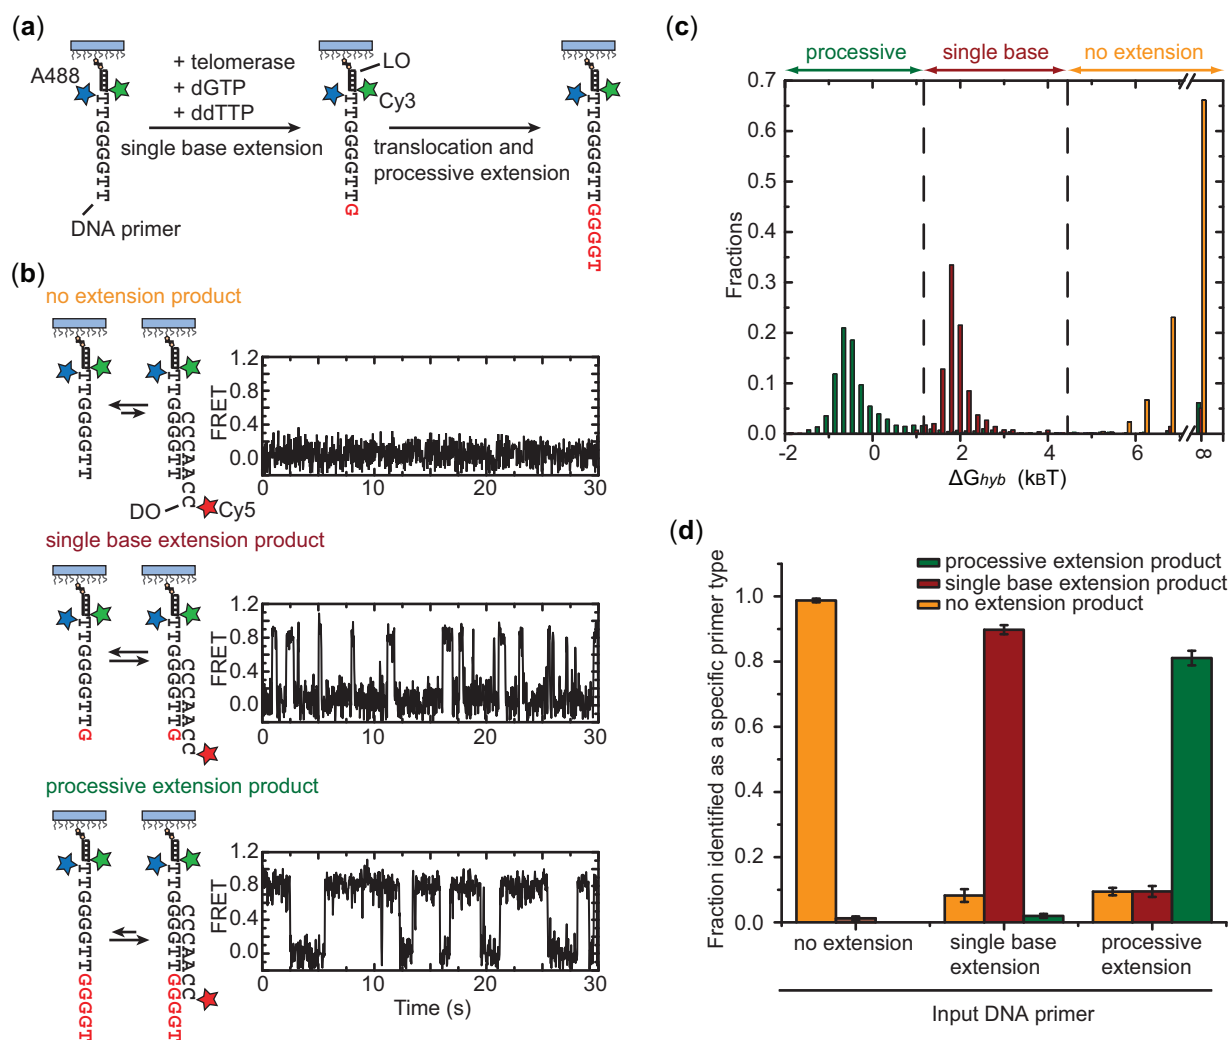 (a)
A488
+ telomerase
+ dGTP
+ ddTTP
single base extension
LO
Cy3
translocation and
processive extension
DNA primer
TTGGGGTT
TTGGGGTTG
TTGGGGTTGGGGT
(b)
no extension product
TTGGGGTT
TTGGGGTT
CCCAACC
DO
Cy5
FRET
1.2
0.8
0.4
0.0
0
10
20
30
single base extension product
TTGGGGTTG
TTGGGGTTG
CCCAACC
FRET
1.2
0.8
0.4
0.0
0
10
20
30
processive extension product
TTGGGGTTGGGGT
TTGGGGTTGGGGT
CCCAACC
FRET
1.2
0.8
0.4
0.0
0
10
20
30
Time (s)
(c)
processive
single base
no extension
Fractions
0.7
0.6
0.5
0.4
0.3
0.2
0.1
0.0
-2
0
2
4
6
∞
ΔGhyb (kBT)
(d)
processive extension product
single base extension product
no extension product
Fraction identified as a specific primer type
1.0
0.8
0.6
0.4
0.2
0.0
no extension
single base
extension
processive
extension
Input DNA primer